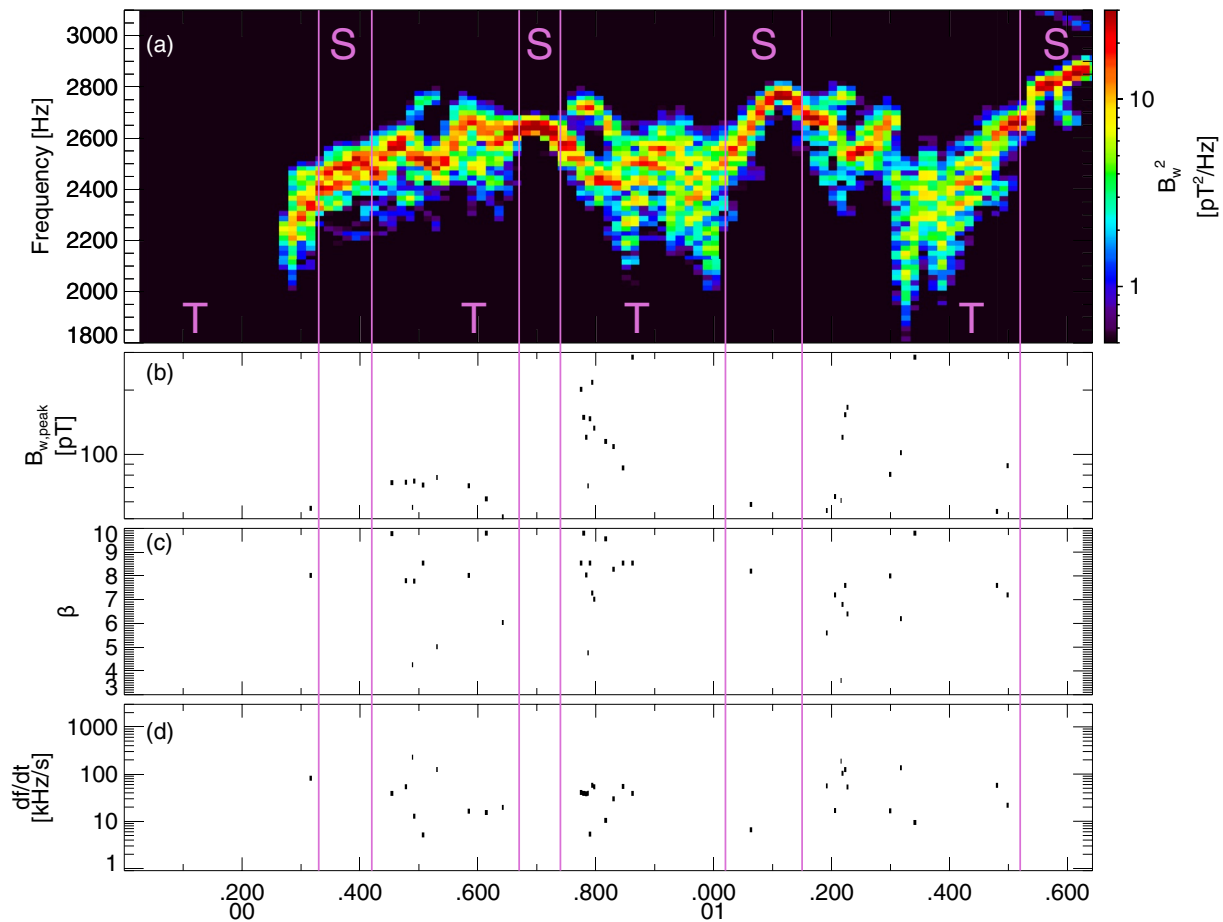 (a)
S
S
S
S
T
T
T
T
3000
2800
2600
2400
2200
2000
1800
Frequency [Hz]
10
1
B_w^2
[pT^2/Hz]
(b)
100
B_w,peak
[pT]
(c)
10
9
8
7
6
5
4
3
β
(d)
1000
100
10
1
df/dt
[kHz/s]
.200
.400
.600
.800
.000
.200
.400
.600
00
01